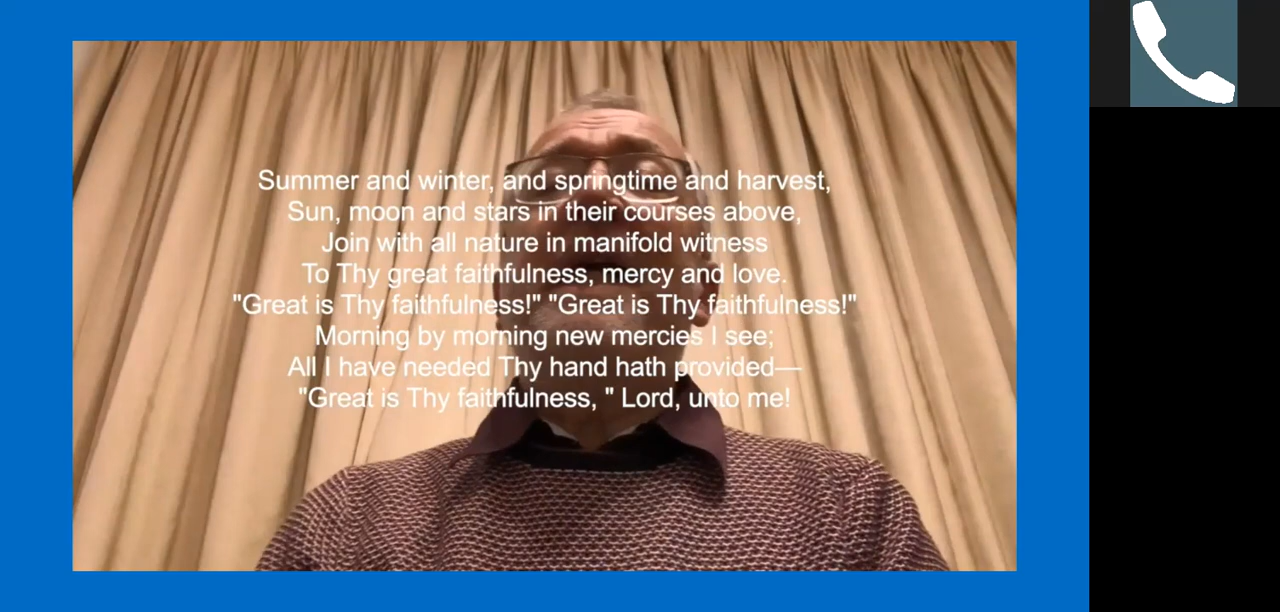 Summer and winter, and springtime and harvest,
Sun, moon and stars in their courses above,
Join with all nature in manifold witness
To Thy great faithfulness, mercy and love.
"Great is Thy faithfulness!" "Great is Thy faithfulness!"
Morning by morning new mercies I see;
All I have needed Thy hand hath provided—
"Great is Thy faithfulness, " Lord, unto me!